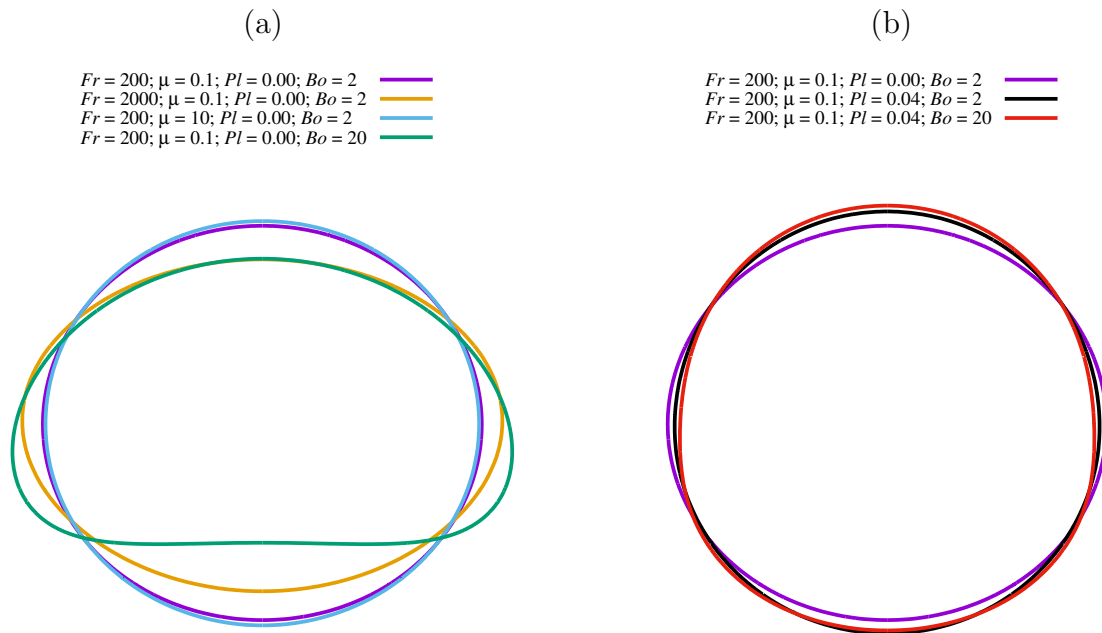 (a)
(b)
Fr = 200; μ = 0.1; Pl = 0.00; Bo = 2
Fr = 2000; μ = 0.1; Pl = 0.00; Bo = 2
Fr = 200; μ = 10; Pl = 0.00; Bo = 2
Fr = 200; μ = 0.1; Pl = 0.00; Bo = 20
Fr = 200; μ = 0.1; Pl = 0.00; Bo = 2
Fr = 200; μ = 0.1; Pl = 0.04; Bo = 2
Fr = 200; μ = 0.1; Pl = 0.04; Bo = 20